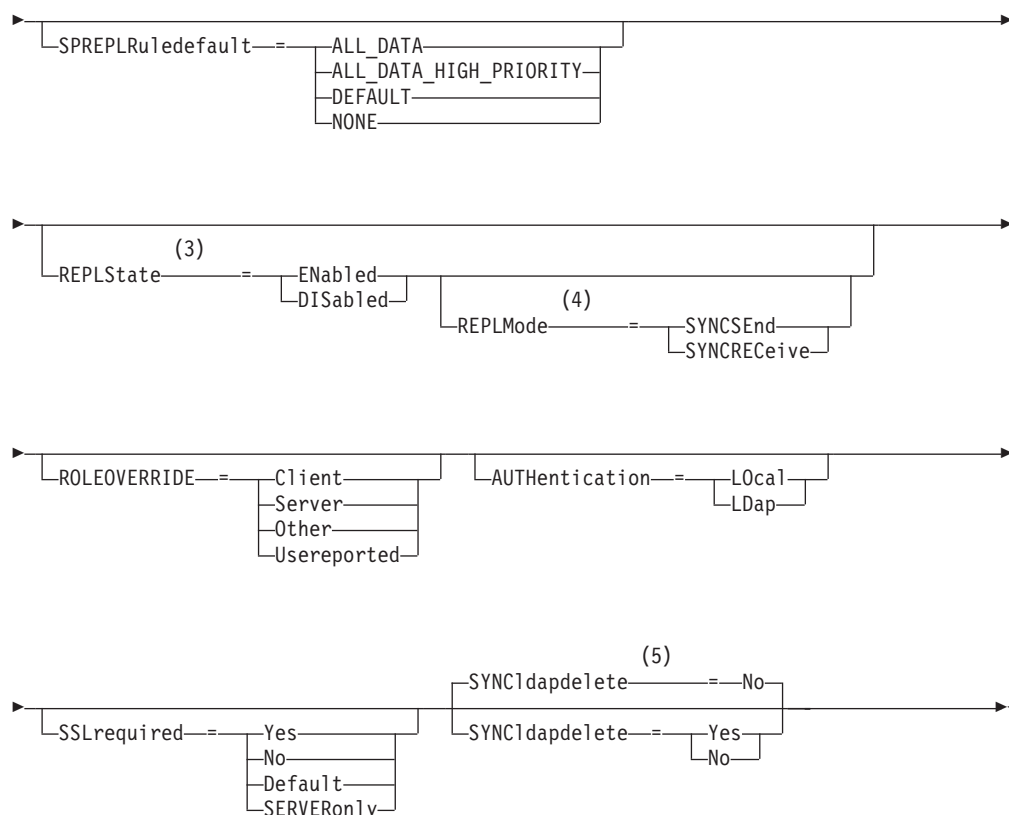 SPREPLRuledefault = ALL_DATA
ALL_DATA_HIGH_PRIORITY
DEFAULT
NONE
(3)
REPLState = ENabled
DISabled
(4)
REPLMode = SYNCSEnd
SYNCRECeive
ROLEOVERRIDE = Client
Server
Other
Usereported
AUTHentication = LOcal
LDap
(5)
SYNCldapdelete = No
SSLrequired = Yes
No
Default
SERVERonly
SYNCldapdelete = Yes
No